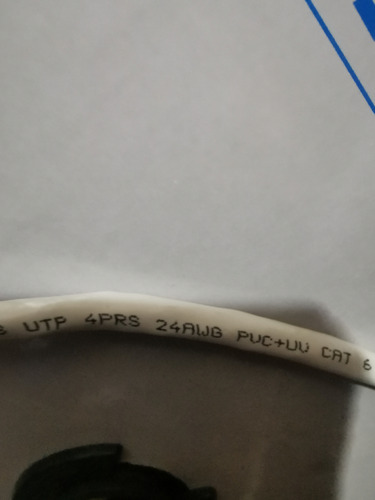 UTP 4PRS 24AWG PVC+UV CAT 6